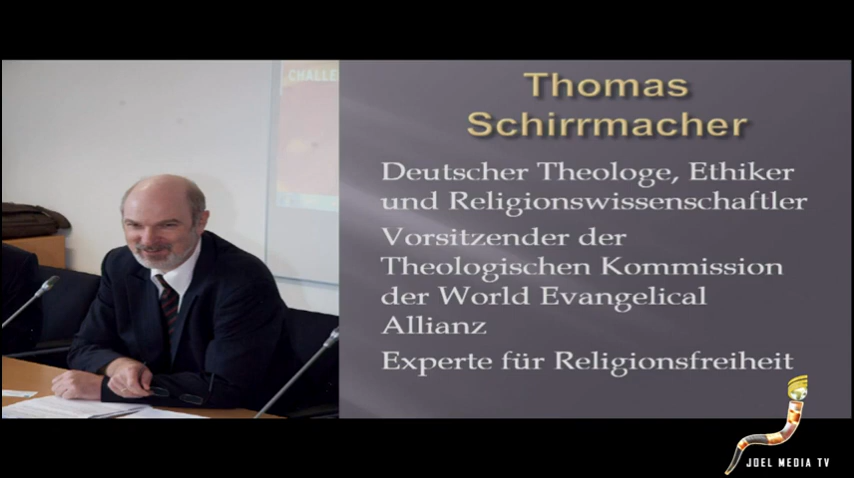 CHALLE
Thomas
Schirrmacher
Deutscher Theologe, Ethiker
und Religionswissenschaftler
Vorsitzender der
Theologischen Kommission
der World Evangelical
Allianz
Experte für Religionsfreiheit
JOEL MEDIA TV